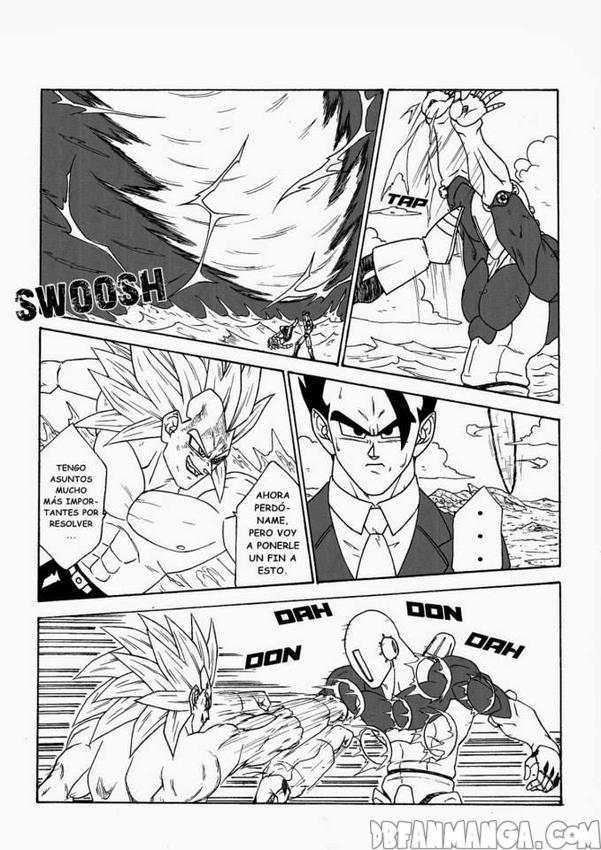 TAP
SWOOSH
TENGO
ASUNTOS
MUCHO
MÁS IMPOR-
TANTES POR
RESOLVER
...
AHORA
PERDÓ-
NAME,
PERO VOY
A PONERLE
UN FIN A
ESTO.
...
DAH
DON
DON
DAH
DBFANMANGA.COM